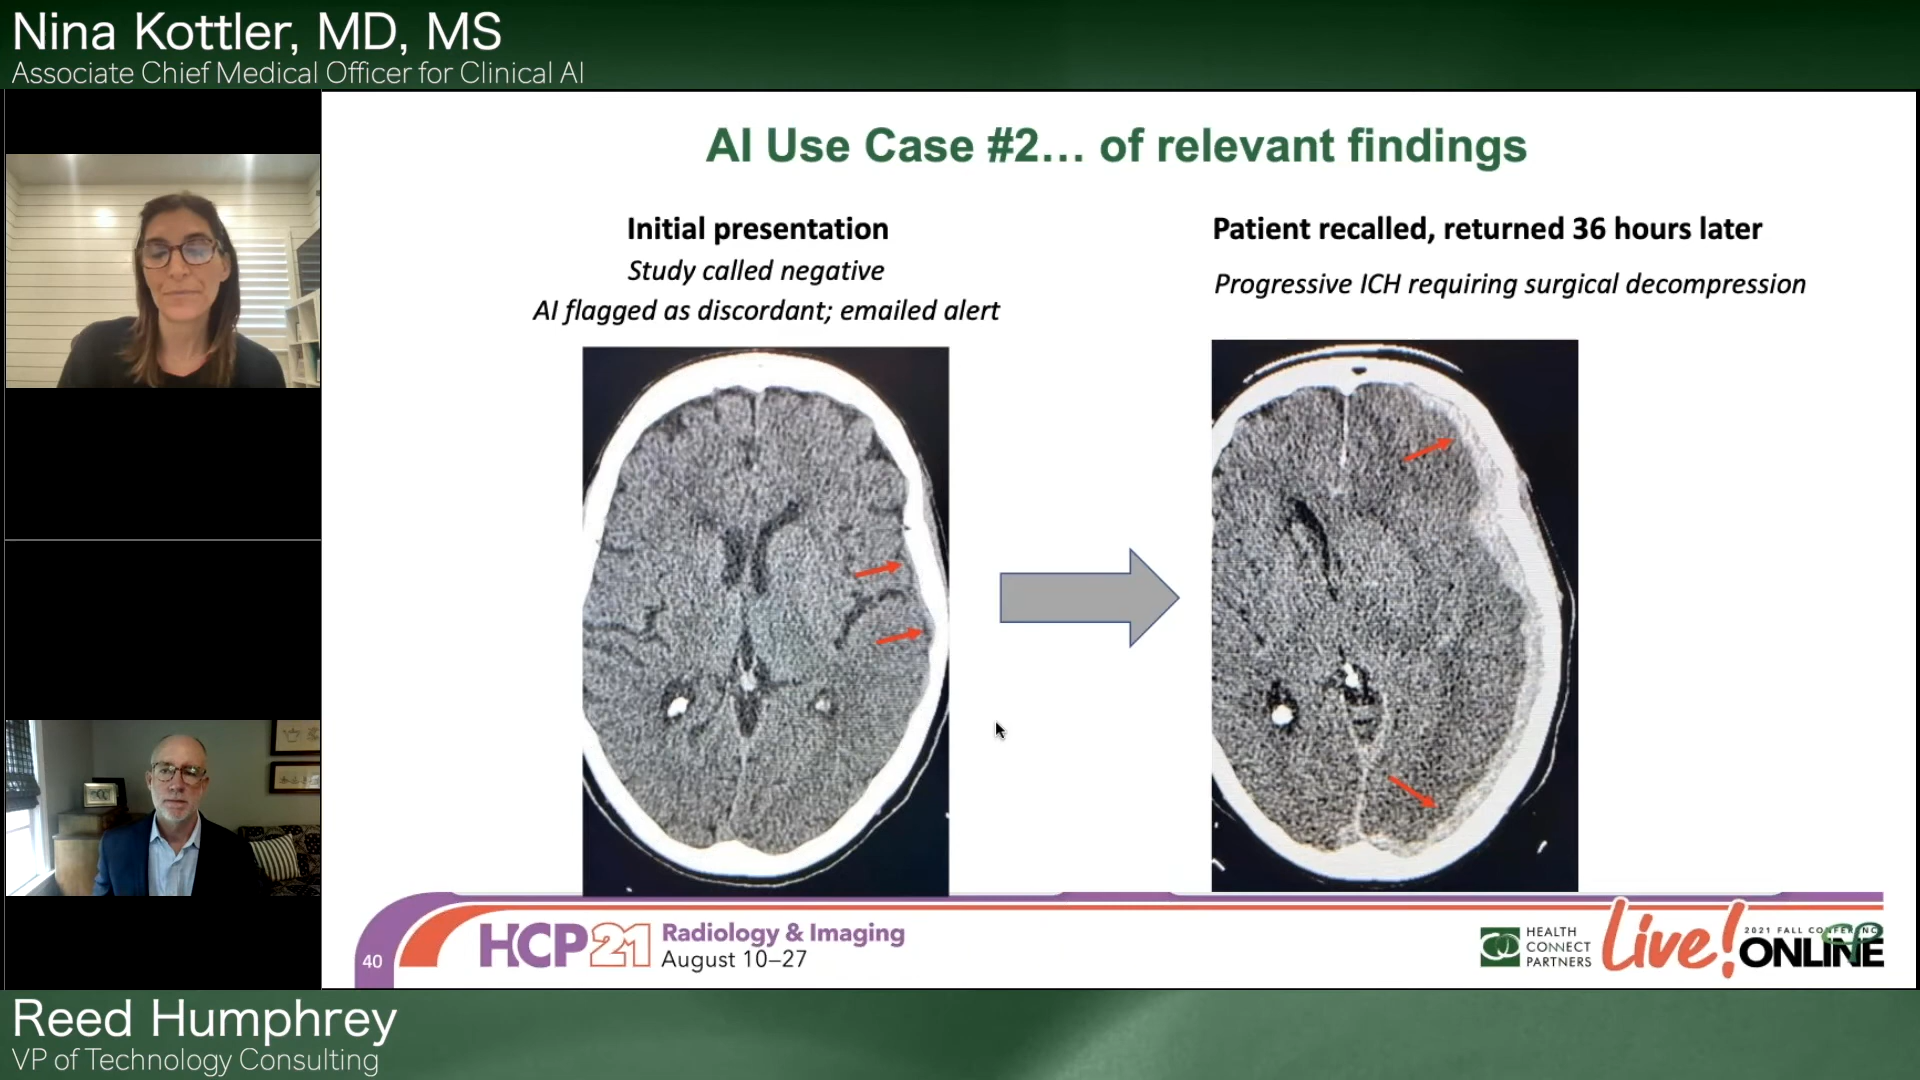 Nina Kottler, MD, MS
Associate Chief Medical Officer for Clinical AI
AI Use Case #2... of relevant findings
Initial presentation
Study called negative
AI flagged as discordant; emailed alert
Patient recalled, returned 36 hours later
Progressive ICH requiring surgical decompression
40
HCP21
Radiology & Imaging
August 10–27
HEALTH
CONNECT
PARTNERS
Live!
2021 FALL CONFERENCE
ONLINE
Reed Humphrey
VP of Technology Consulting